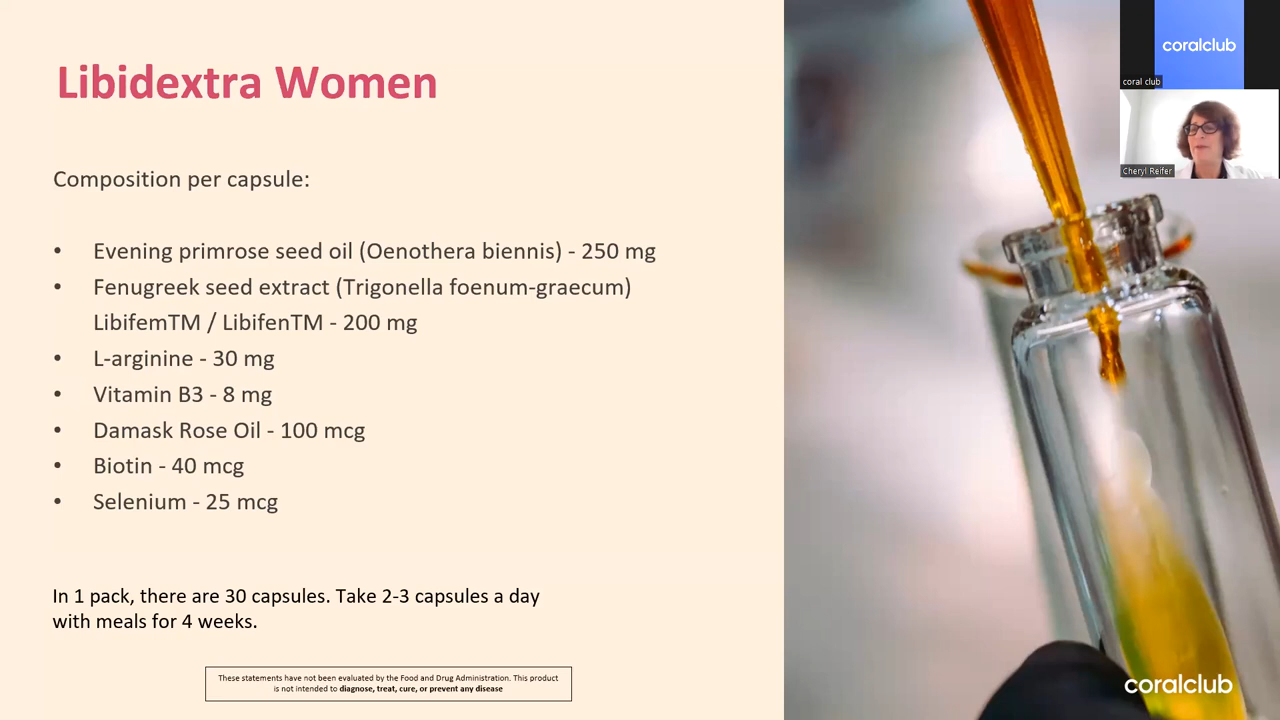 Libidextra Women
Composition per capsule:
• Evening primrose seed oil (Oenothera biennis) - 250 mg
• Fenugreek seed extract (Trigonella foenum-graecum)
LibifemTM / LibifenTM - 200 mg
• L-arginine - 30 mg
• Vitamin B3 - 8 mg
• Damask Rose Oil - 100 mcg
• Biotin - 40 mcg
• Selenium - 25 mcg
In 1 pack, there are 30 capsules. Take 2-3 capsules a day
with meals for 4 weeks.
These statements have not been evaluated by the Food and Drug Administration. This product
is not intended to diagnose, treat, cure, or prevent any disease
coralclub
coral club
Cheryl Reifer
coralclub